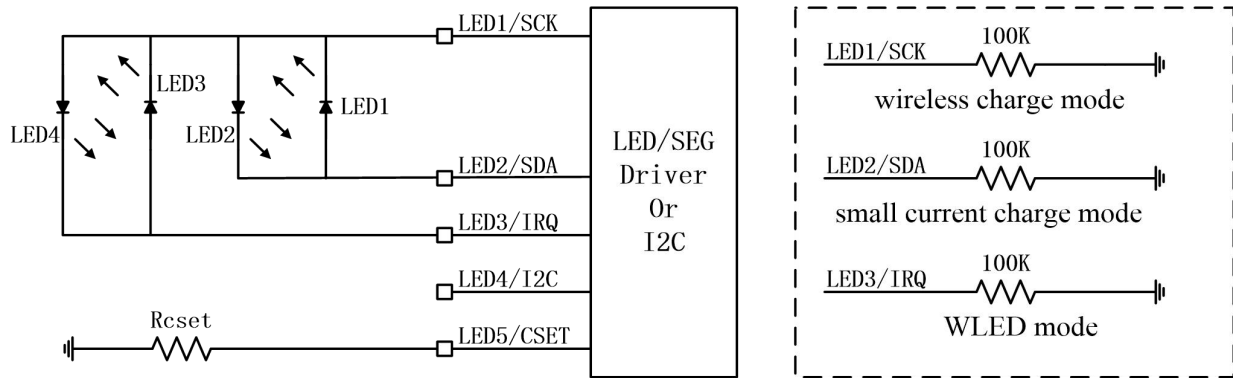 LED1/SCK
LED3
LED1
LED4
LED2
LED2/SDA
LED3/IRQ
LED4/I2C
Rcset
LED5/CSET
LED/SEG
Driver
Or
I2C
100K
LED1/SCK
wireless charge mode
100K
LED2/SDA
small current charge mode
100K
LED3/IRQ
WLED mode